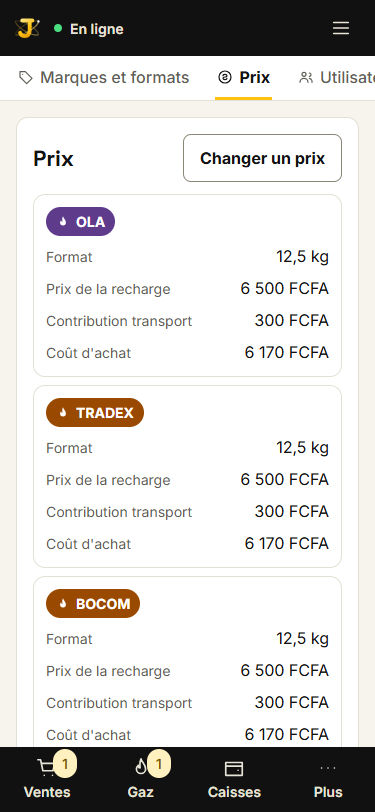 J
En ligne
Marques et formats
Prix
Utilisate
Prix
Changer un prix
OLA
Format 12,5 kg
Prix de la recharge 6 500 FCFA
Contribution transport 300 FCFA
Coût d'achat 6 170 FCFA
TRADEX
Format 12,5 kg
Prix de la recharge 6 500 FCFA
Contribution transport 300 FCFA
Coût d'achat 6 170 FCFA
BOCOM
Format 12,5 kg
Prix de la recharge 6 500 FCFA
Contribution transport 300 FCFA
Coût d'achat 6 170 FCFA
1
1
Ventes
Gaz
Caisses
Plus